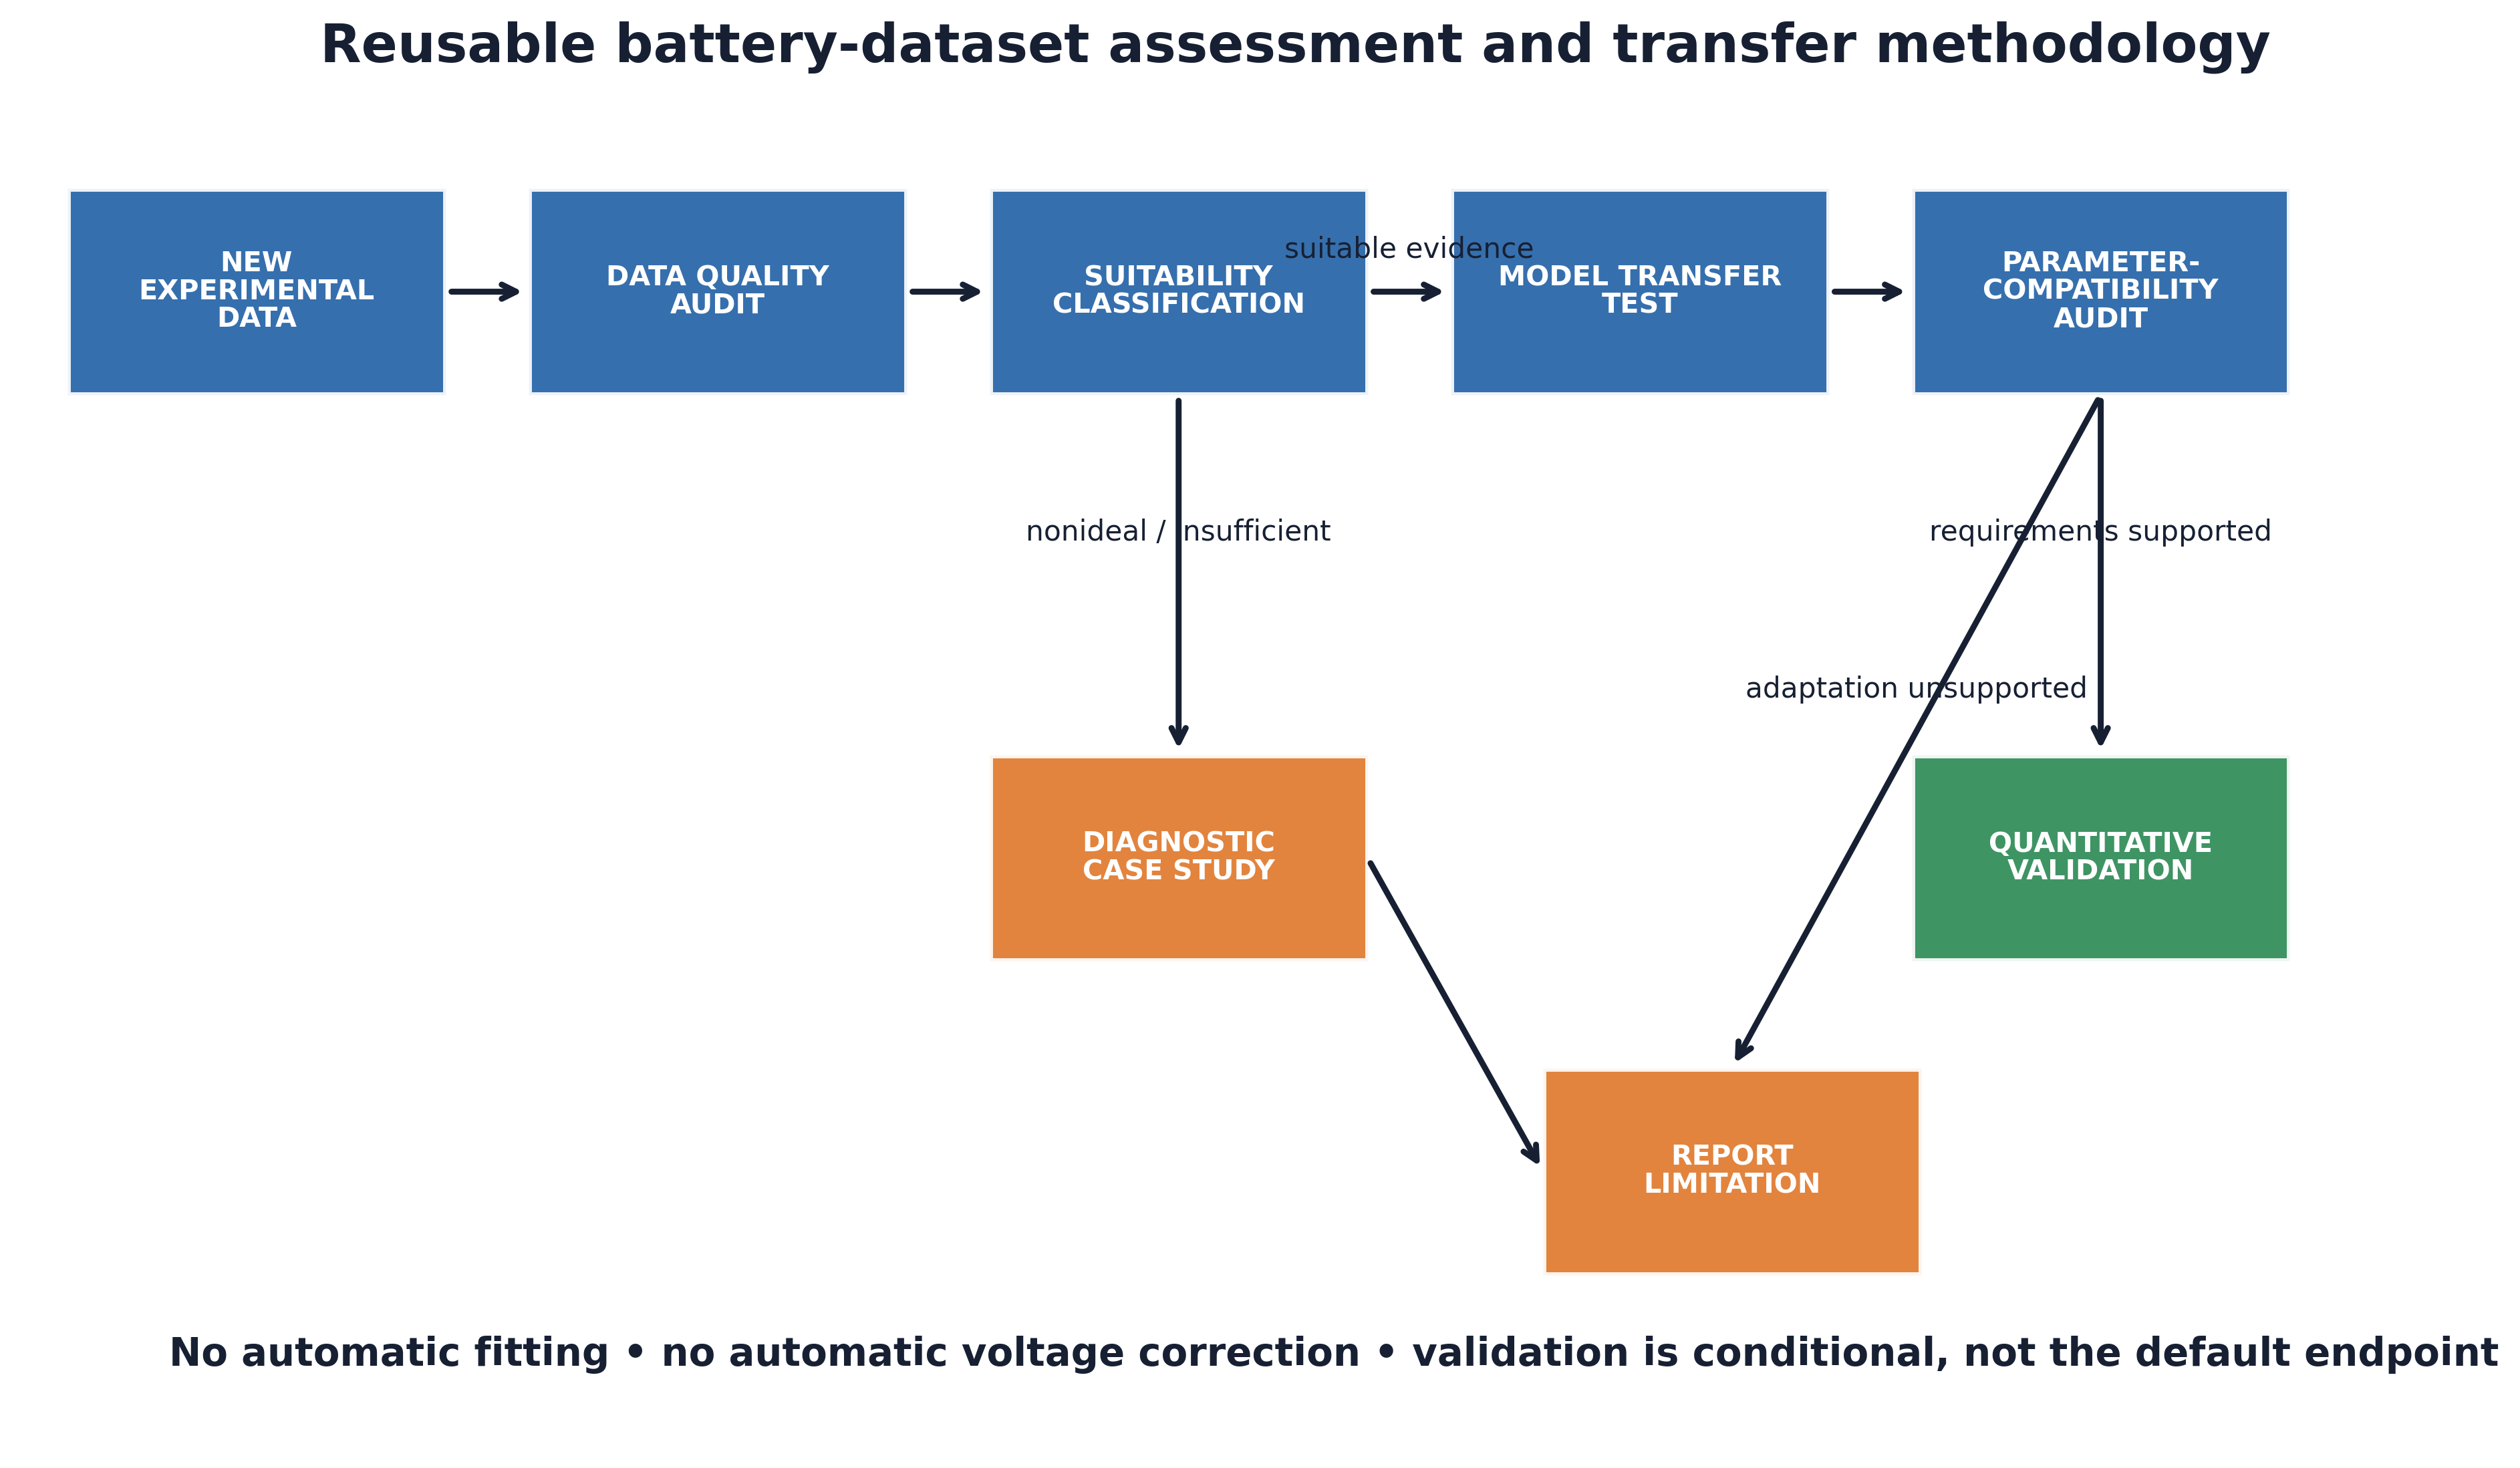 Reusable battery-dataset assessment and transfer methodology
NEW
EXPERIMENTAL
DATA
DATA QUALITY
AUDIT
SUITABILITY
CLASSIFICATION
suitable evidence
MODEL TRANSFER
TEST
PARAMETER-
COMPATIBILITY
AUDIT
nonideal / insufficient
requirements supported
adaptation unsupported
DIAGNOSTIC
CASE STUDY
QUANTITATIVE
VALIDATION
REPORT
LIMITATION
No automatic fitting • no automatic voltage correction • validation is conditional, not the default endpoint